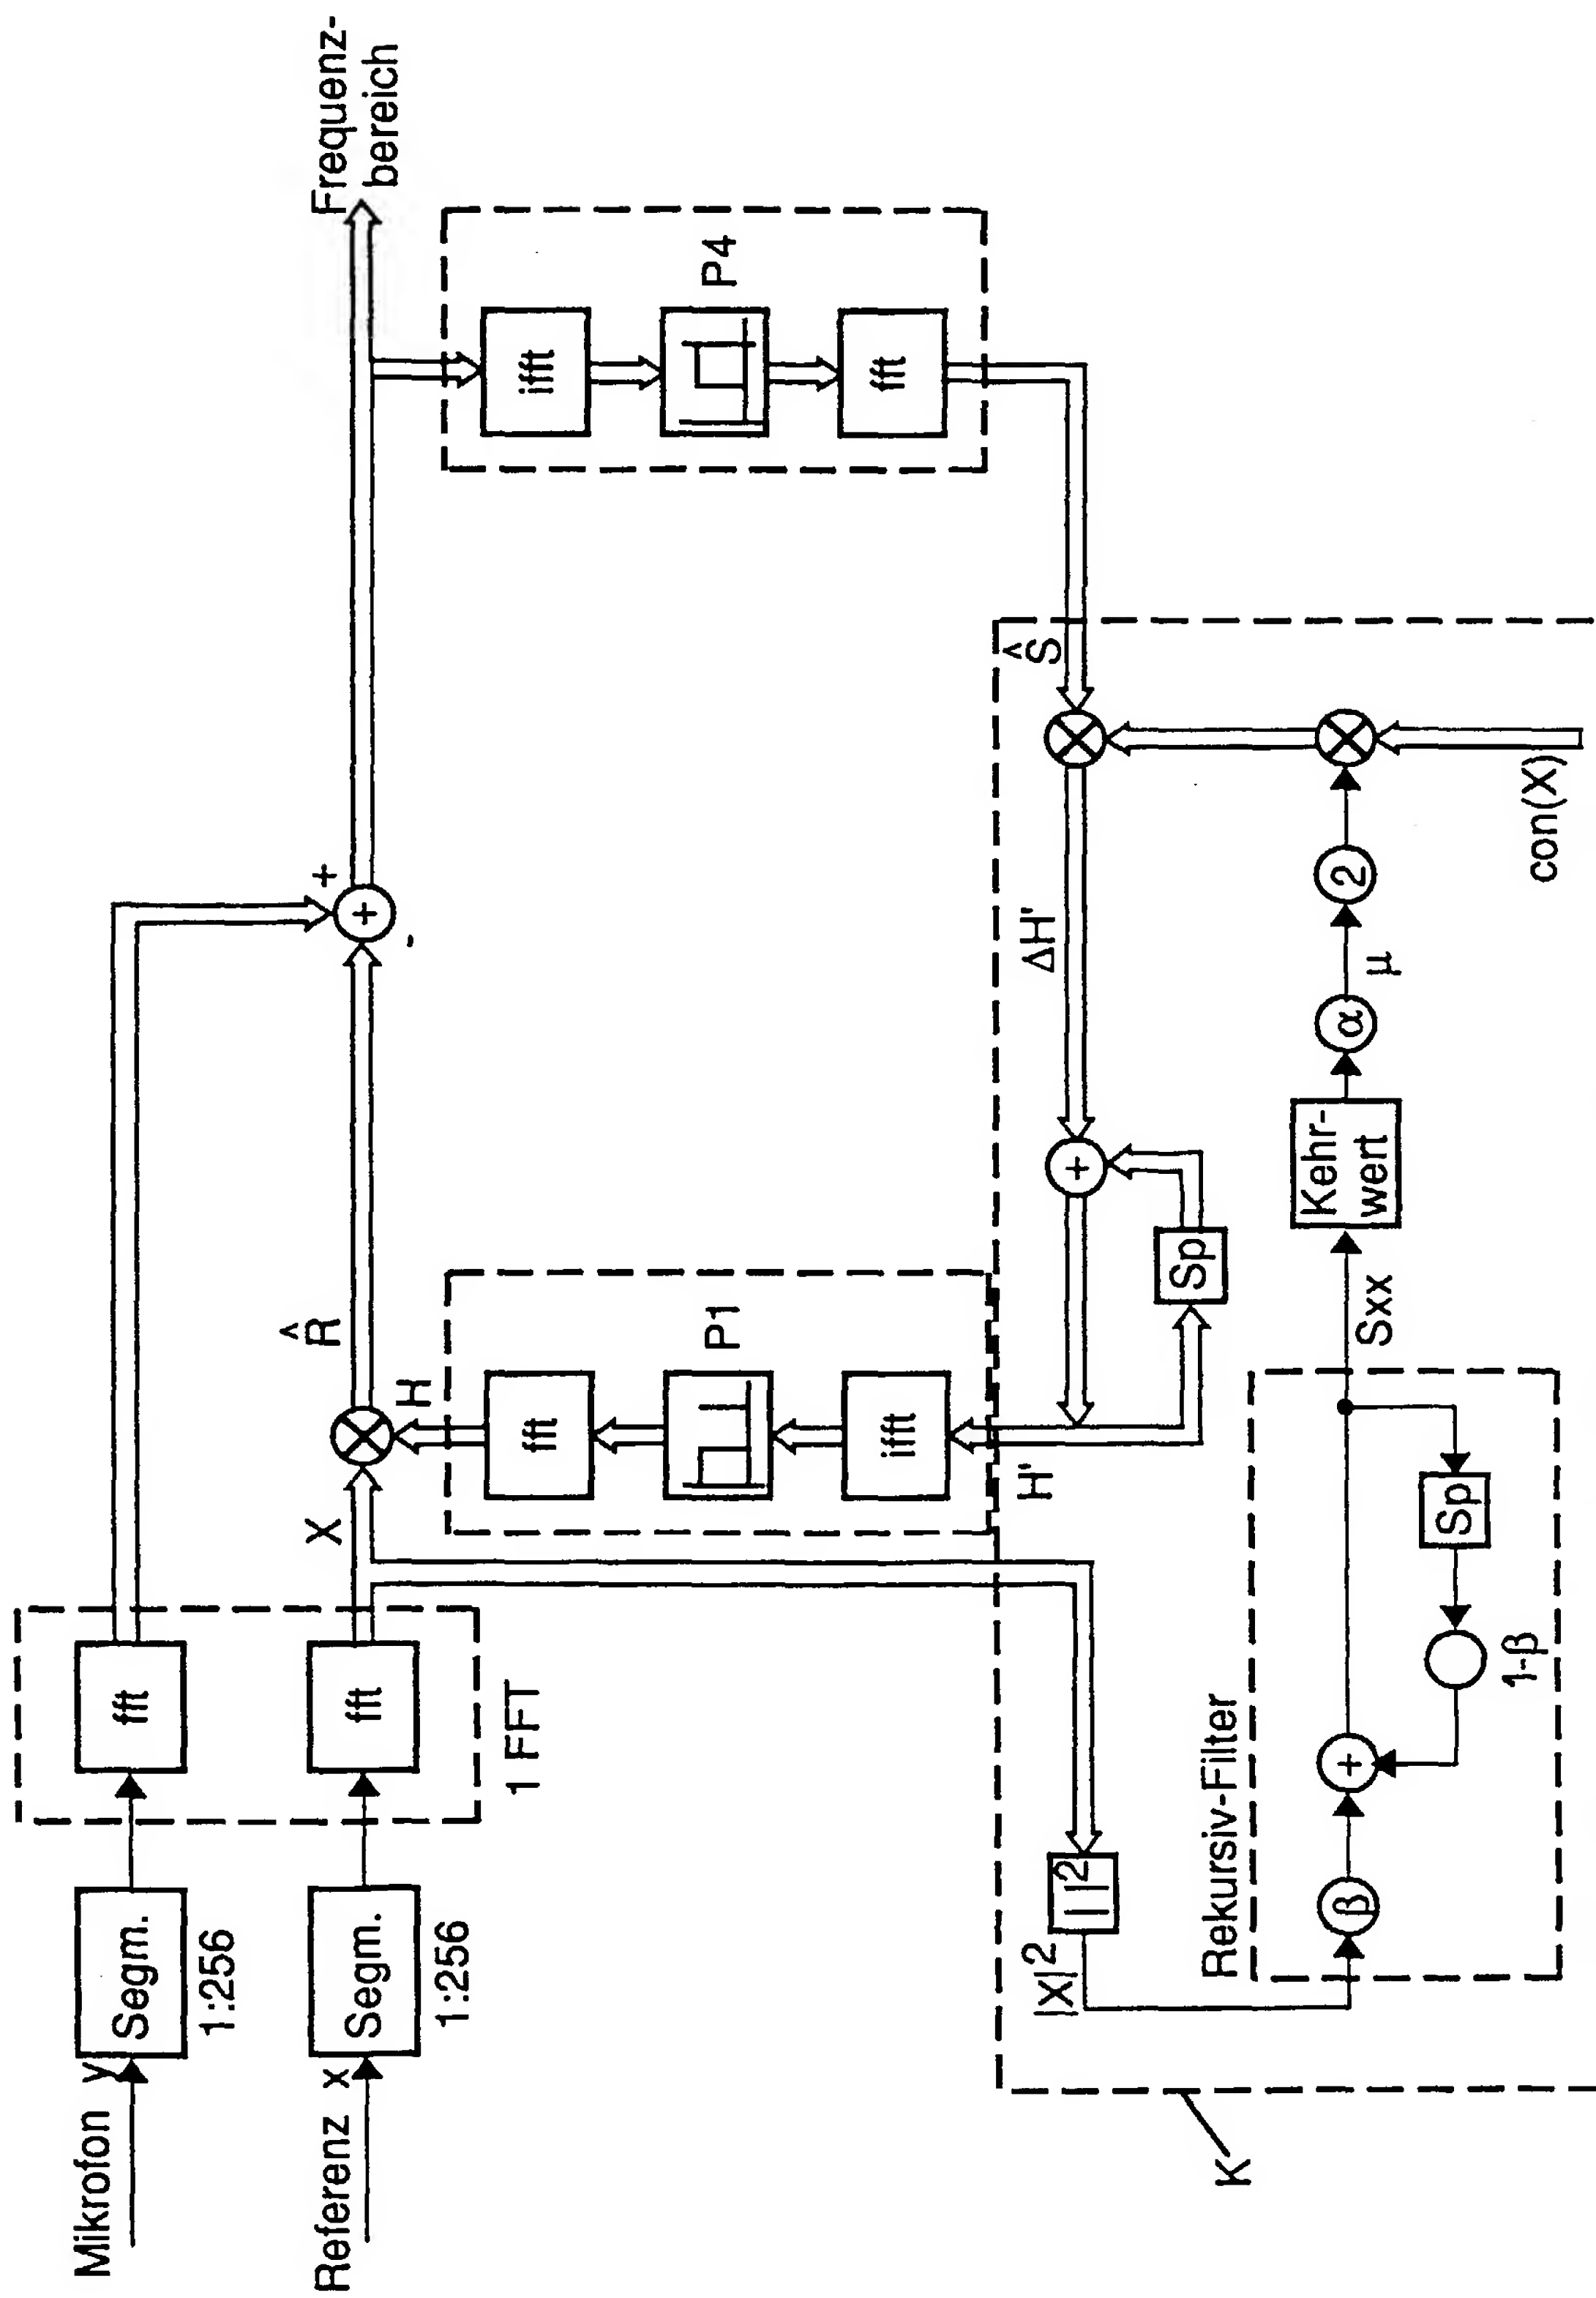 Mikrofon y
Segm.
1:256
fft
Referenz x
Segm.
1:256
fft
1 FFT
X
H
R̂
+
+
-
Frequenz-
bereich
fft
P1
ifft
H'
ifft
P4
fft
Ŝ
ΔH'
+
Sp
| |²
|X|²
K
Rekursiv-Filter
β
+
Sp
1-β
Sxx
Kehr-
wert
α
μ
2
con(X)